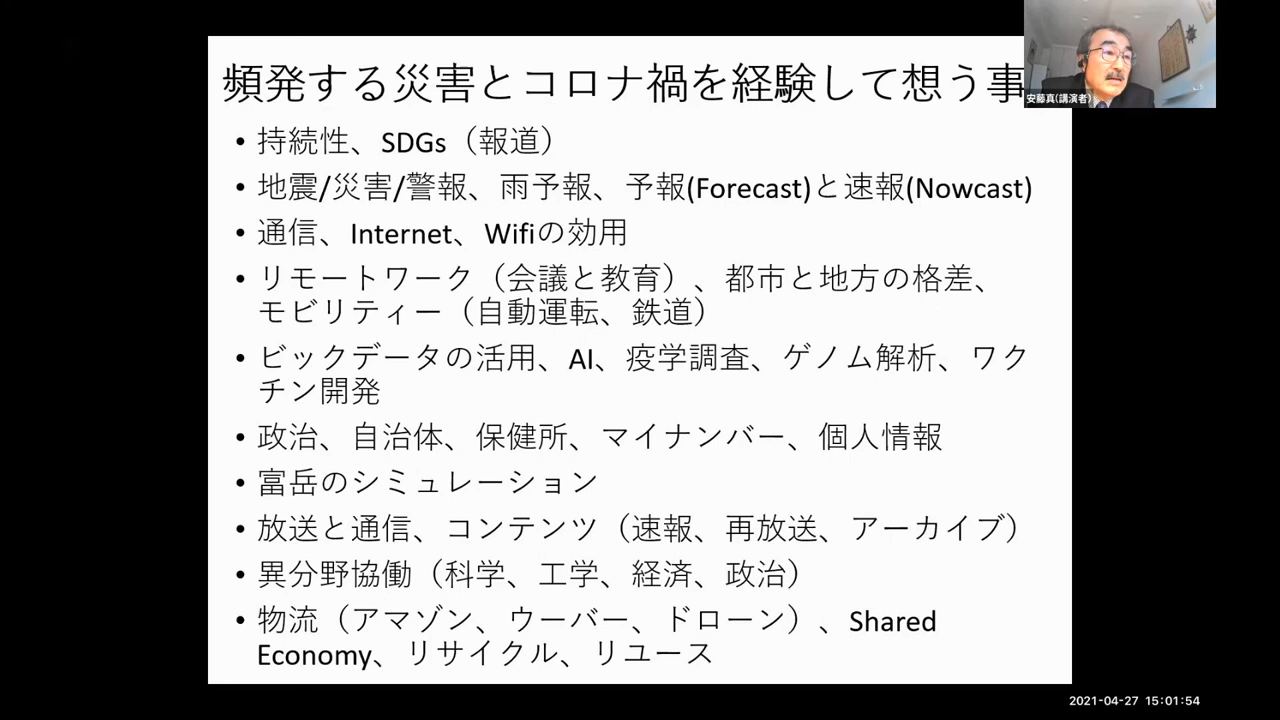 頻発する災害とコロナ禍を経験して想う事
安藤真(講演者)
• 持続性、SDGs（報道）
• 地震/災害/警報、雨予報、予報(Forecast)と速報(Nowcast)
• 通信、Internet、Wifiの効用
• リモートワーク（会議と教育）、都市と地方の格差、
モビリティー（自動運転、鉄道）
• ビックデータの活用、AI、疫学調査、ゲノム解析、ワク
チン開発
• 政治、自治体、保健所、マイナンバー、個人情報
• 富岳のシミュレーション
• 放送と通信、コンテンツ（速報、再放送、アーカイブ）
• 異分野協働（科学、工学、経済、政治）
• 物流（アマゾン、ウーバー、ドローン）、Shared
Economy、リサイクル、リユース
2021-04-27 15:01:54